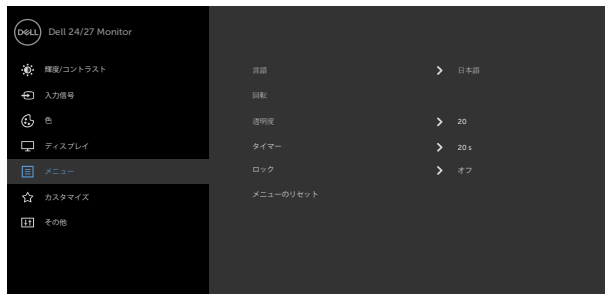 DELL Dell 24/27 Monitor
輝度/コントラスト
入力信号
色
ディスプレイ
メニュー
カスタマイズ
その他
言語 日本語
回転
透明度 20
タイマー 20 s
ロック オフ
メニューのリセット